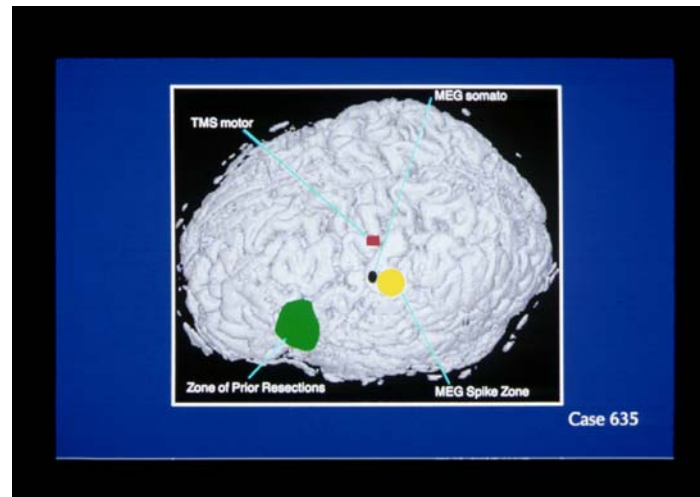 MEG somato
TMS motor
Zone of Prior Resections
MEG Spike Zone
Case 635